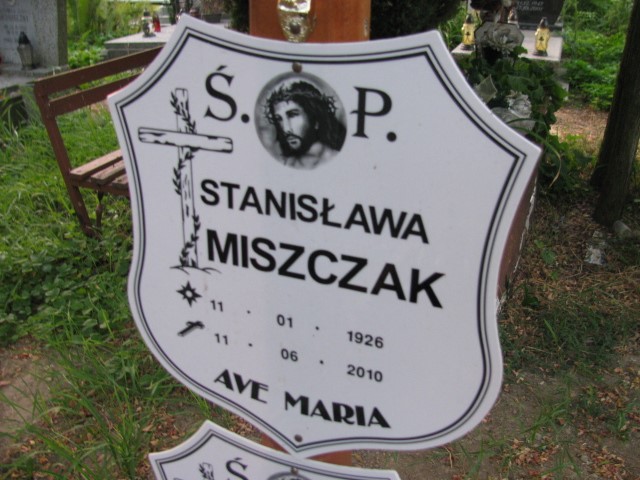 Ś. P.
STANISŁAWA
MISZCZAK
11 . 01 . 1926
11 . 06 . 2010
AVE MARIA
Ś